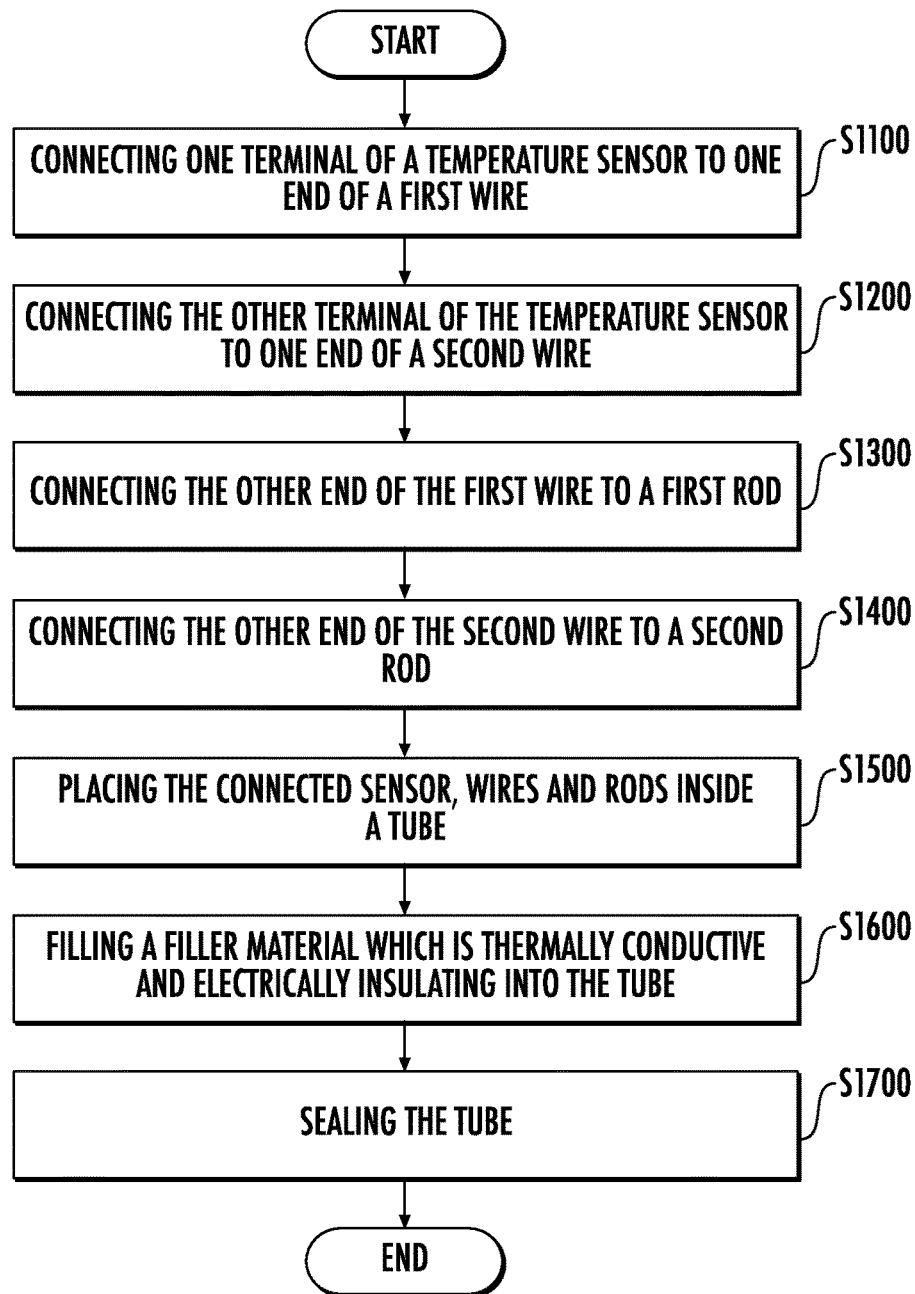 START
CONNECTING ONE TERMINAL OF A TEMPERATURE SENSOR TO ONE
END OF A FIRST WIRE
S1100
CONNECTING THE OTHER TERMINAL OF THE TEMPERATURE SENSOR
TO ONE END OF A SECOND WIRE
S1200
CONNECTING THE OTHER END OF THE FIRST WIRE TO A FIRST ROD
S1300
CONNECTING THE OTHER END OF THE SECOND WIRE TO A SECOND
ROD
S1400
PLACING THE CONNECTED SENSOR, WIRES AND RODS INSIDE
A TUBE
S1500
FILLING A FILLER MATERIAL WHICH IS THERMALLY CONDUCTIVE
AND ELECTRICALLY INSULATING INTO THE TUBE
S1600
SEALING THE TUBE
S1700
END